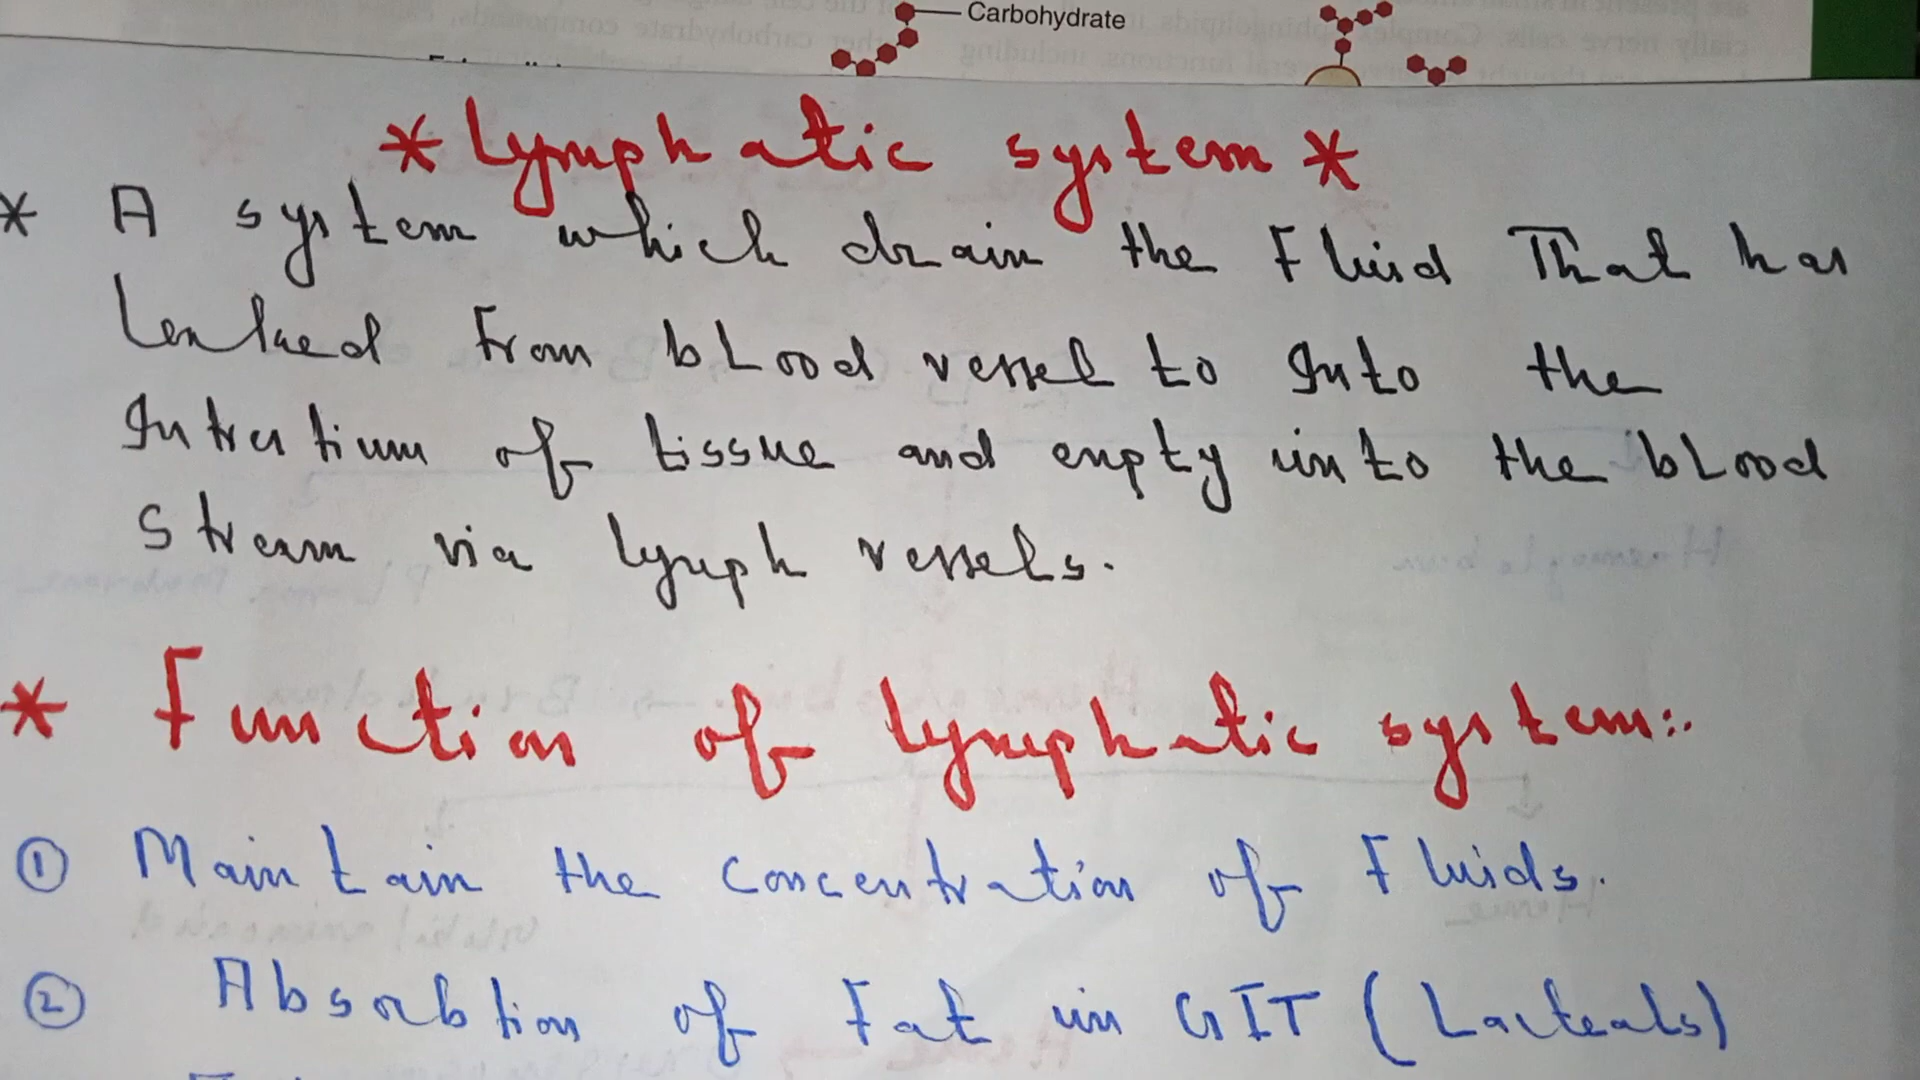 Carbohydrate
* Lymphatic system *
* A system which drain the Fluid That has
Leaked From bLood vessel to Into the
Intrutium of tissue and enpty into the bLood
Stream via lymph vessels.
* Function of lymphatic system:.
① Maintain the concentration of Fluids.
② Absorbtion of Fat in GIT (Lacteals)